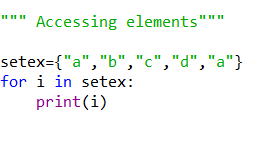 """ Accessing elements"""
setex={"a","b","c","d","a"}
for i in setex:
    print(i)